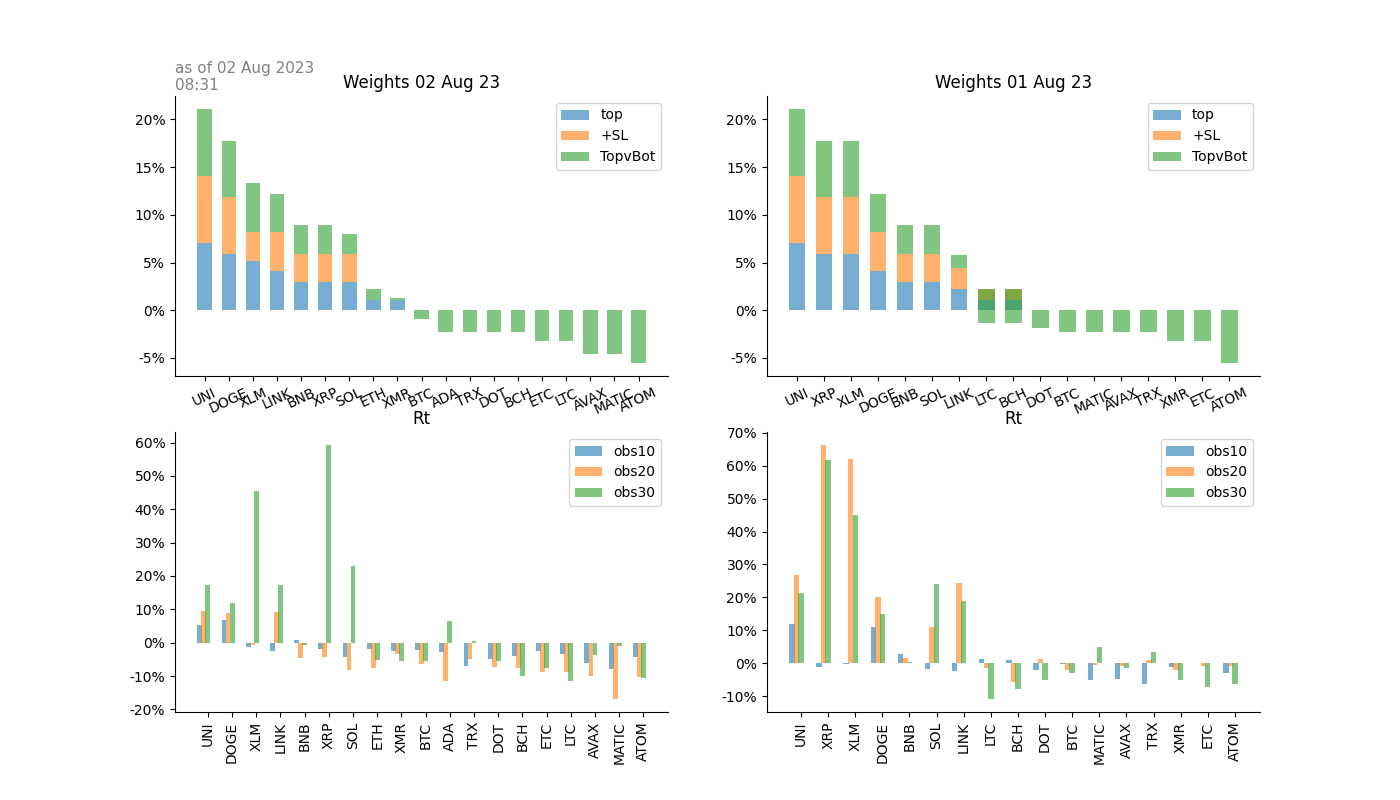 as of 02 Aug 2023
08:31
Weights 02 Aug 23
20%
15%
10%
5%
0%
-5%
top
+SL
TopvBot
UNI DOGE XLM LINK BNB XRP SOL ETH XMR BTC ADA TRX DOT BCH ETC LTC AVAX MATIC ATOM
Weights 01 Aug 23
20%
15%
10%
5%
0%
-5%
top
+SL
TopvBot
UNI XRP XLM DOGE BNB SOL LINK LTC BCH DOT BTC MATIC AVAX TRX XMR ETC ATOM
Rt
60%
50%
40%
30%
20%
10%
0%
-10%
-20%
obs10
obs20
obs30
UNI DOGE XLM LINK BNB XRP SOL ETH XMR BTC ADA TRX DOT BCH ETC LTC AVAX MATIC ATOM
Rt
70%
60%
50%
40%
30%
20%
10%
0%
-10%
obs10
obs20
obs30
UNI XRP XLM DOGE BNB SOL LINK LTC BCH DOT BTC MATIC AVAX TRX XMR ETC ATOM